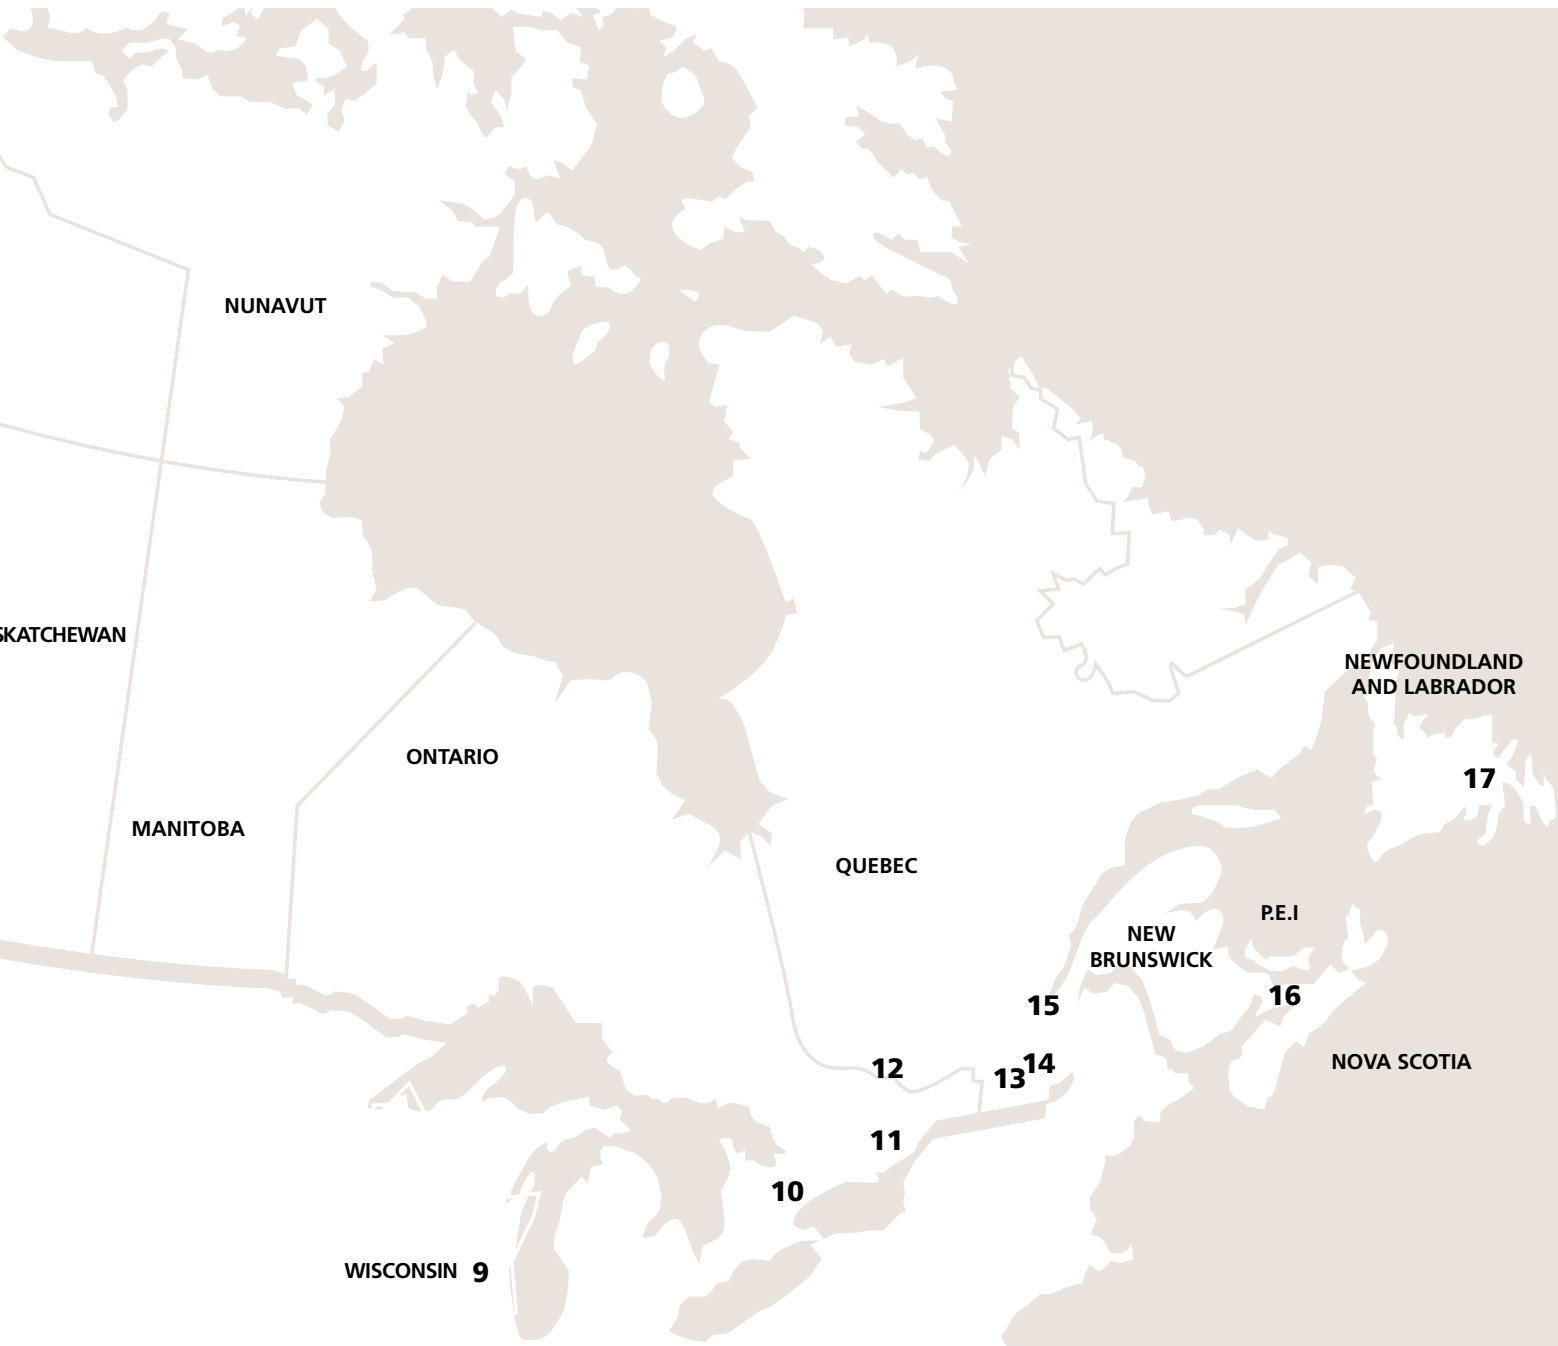 NUNAVUT
SKATCHEWAN
NEWFOUNDLAND
AND LABRADOR
ONTARIO
17
MANITOBA
QUEBEC
P.E.I
NEW
BRUNSWICK
16
15
NOVA SCOTIA
12
14
13
11
10
WISCONSIN 9